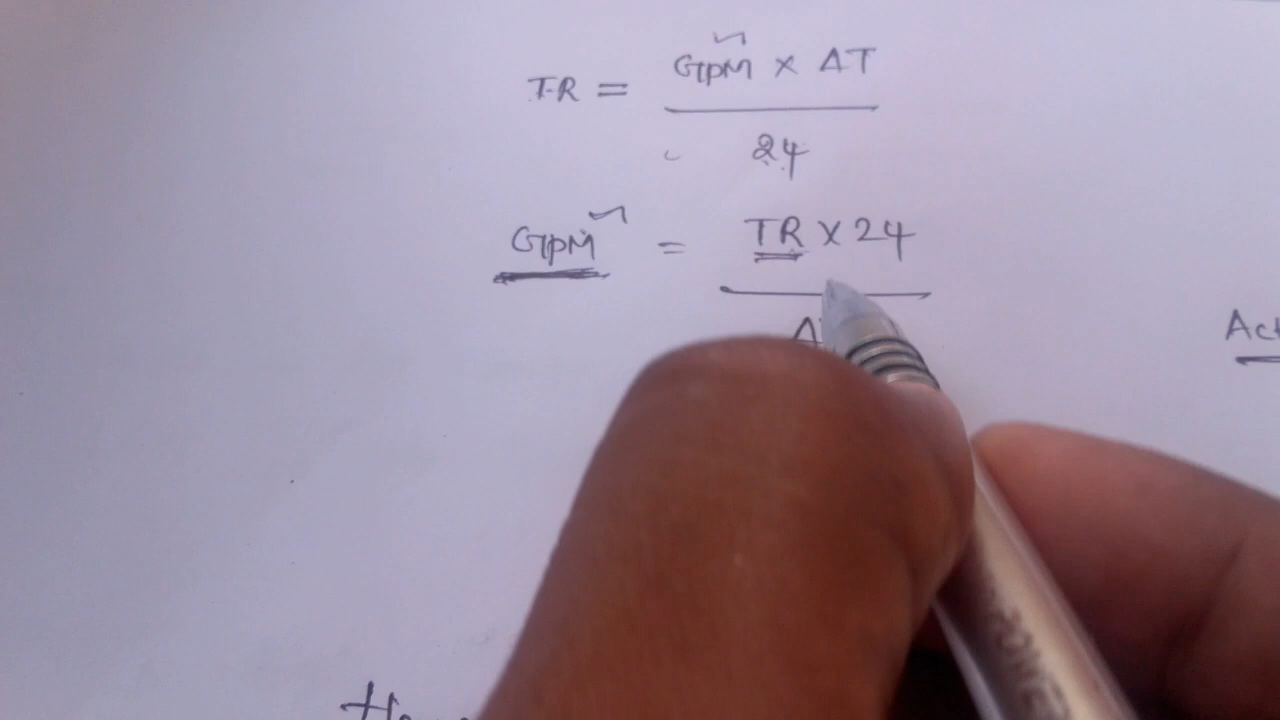 TR = GPM × ΔT
24
GPM = TR × 24